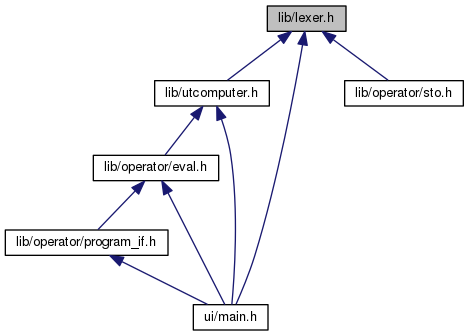 lib/lexer.h
lib/utcomputer.h
lib/operator/sto.h
lib/operator/eval.h
lib/operator/program_if.h
ui/main.h